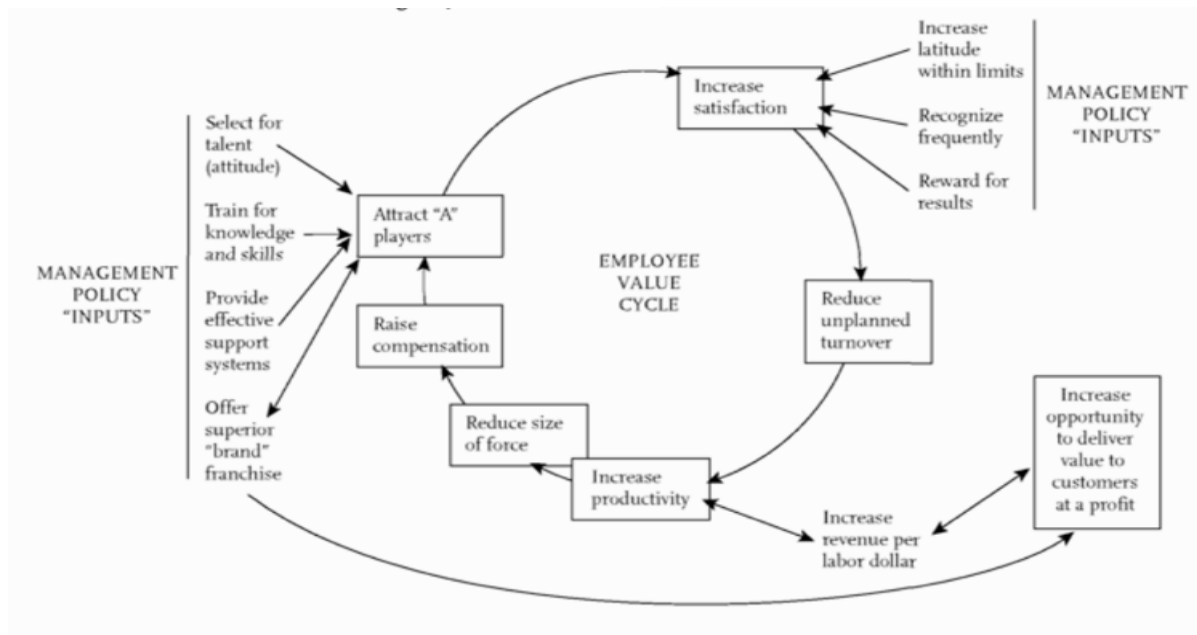 Increase
latitude
within limits
Recognize
frequently
Reward for
results
MANAGEMENT
POLICY
“INPUTS”
Increase
satisfaction
Select for
talent
(attitude)
Train for
knowledge
and skills
Provide
effective
support
systems
Offer
superior
“brand”
franchise
MANAGEMENT
POLICY
“INPUTS”
Attract “A”
players
EMPLOYEE
VALUE
CYCLE
Reduce
unplanned
turnover
Raise
compensation
Reduce size
of force
Increase
productivity
Increase
revenue per
labor dollar
Increase
opportunity
to deliver
value to
customers
at a profit